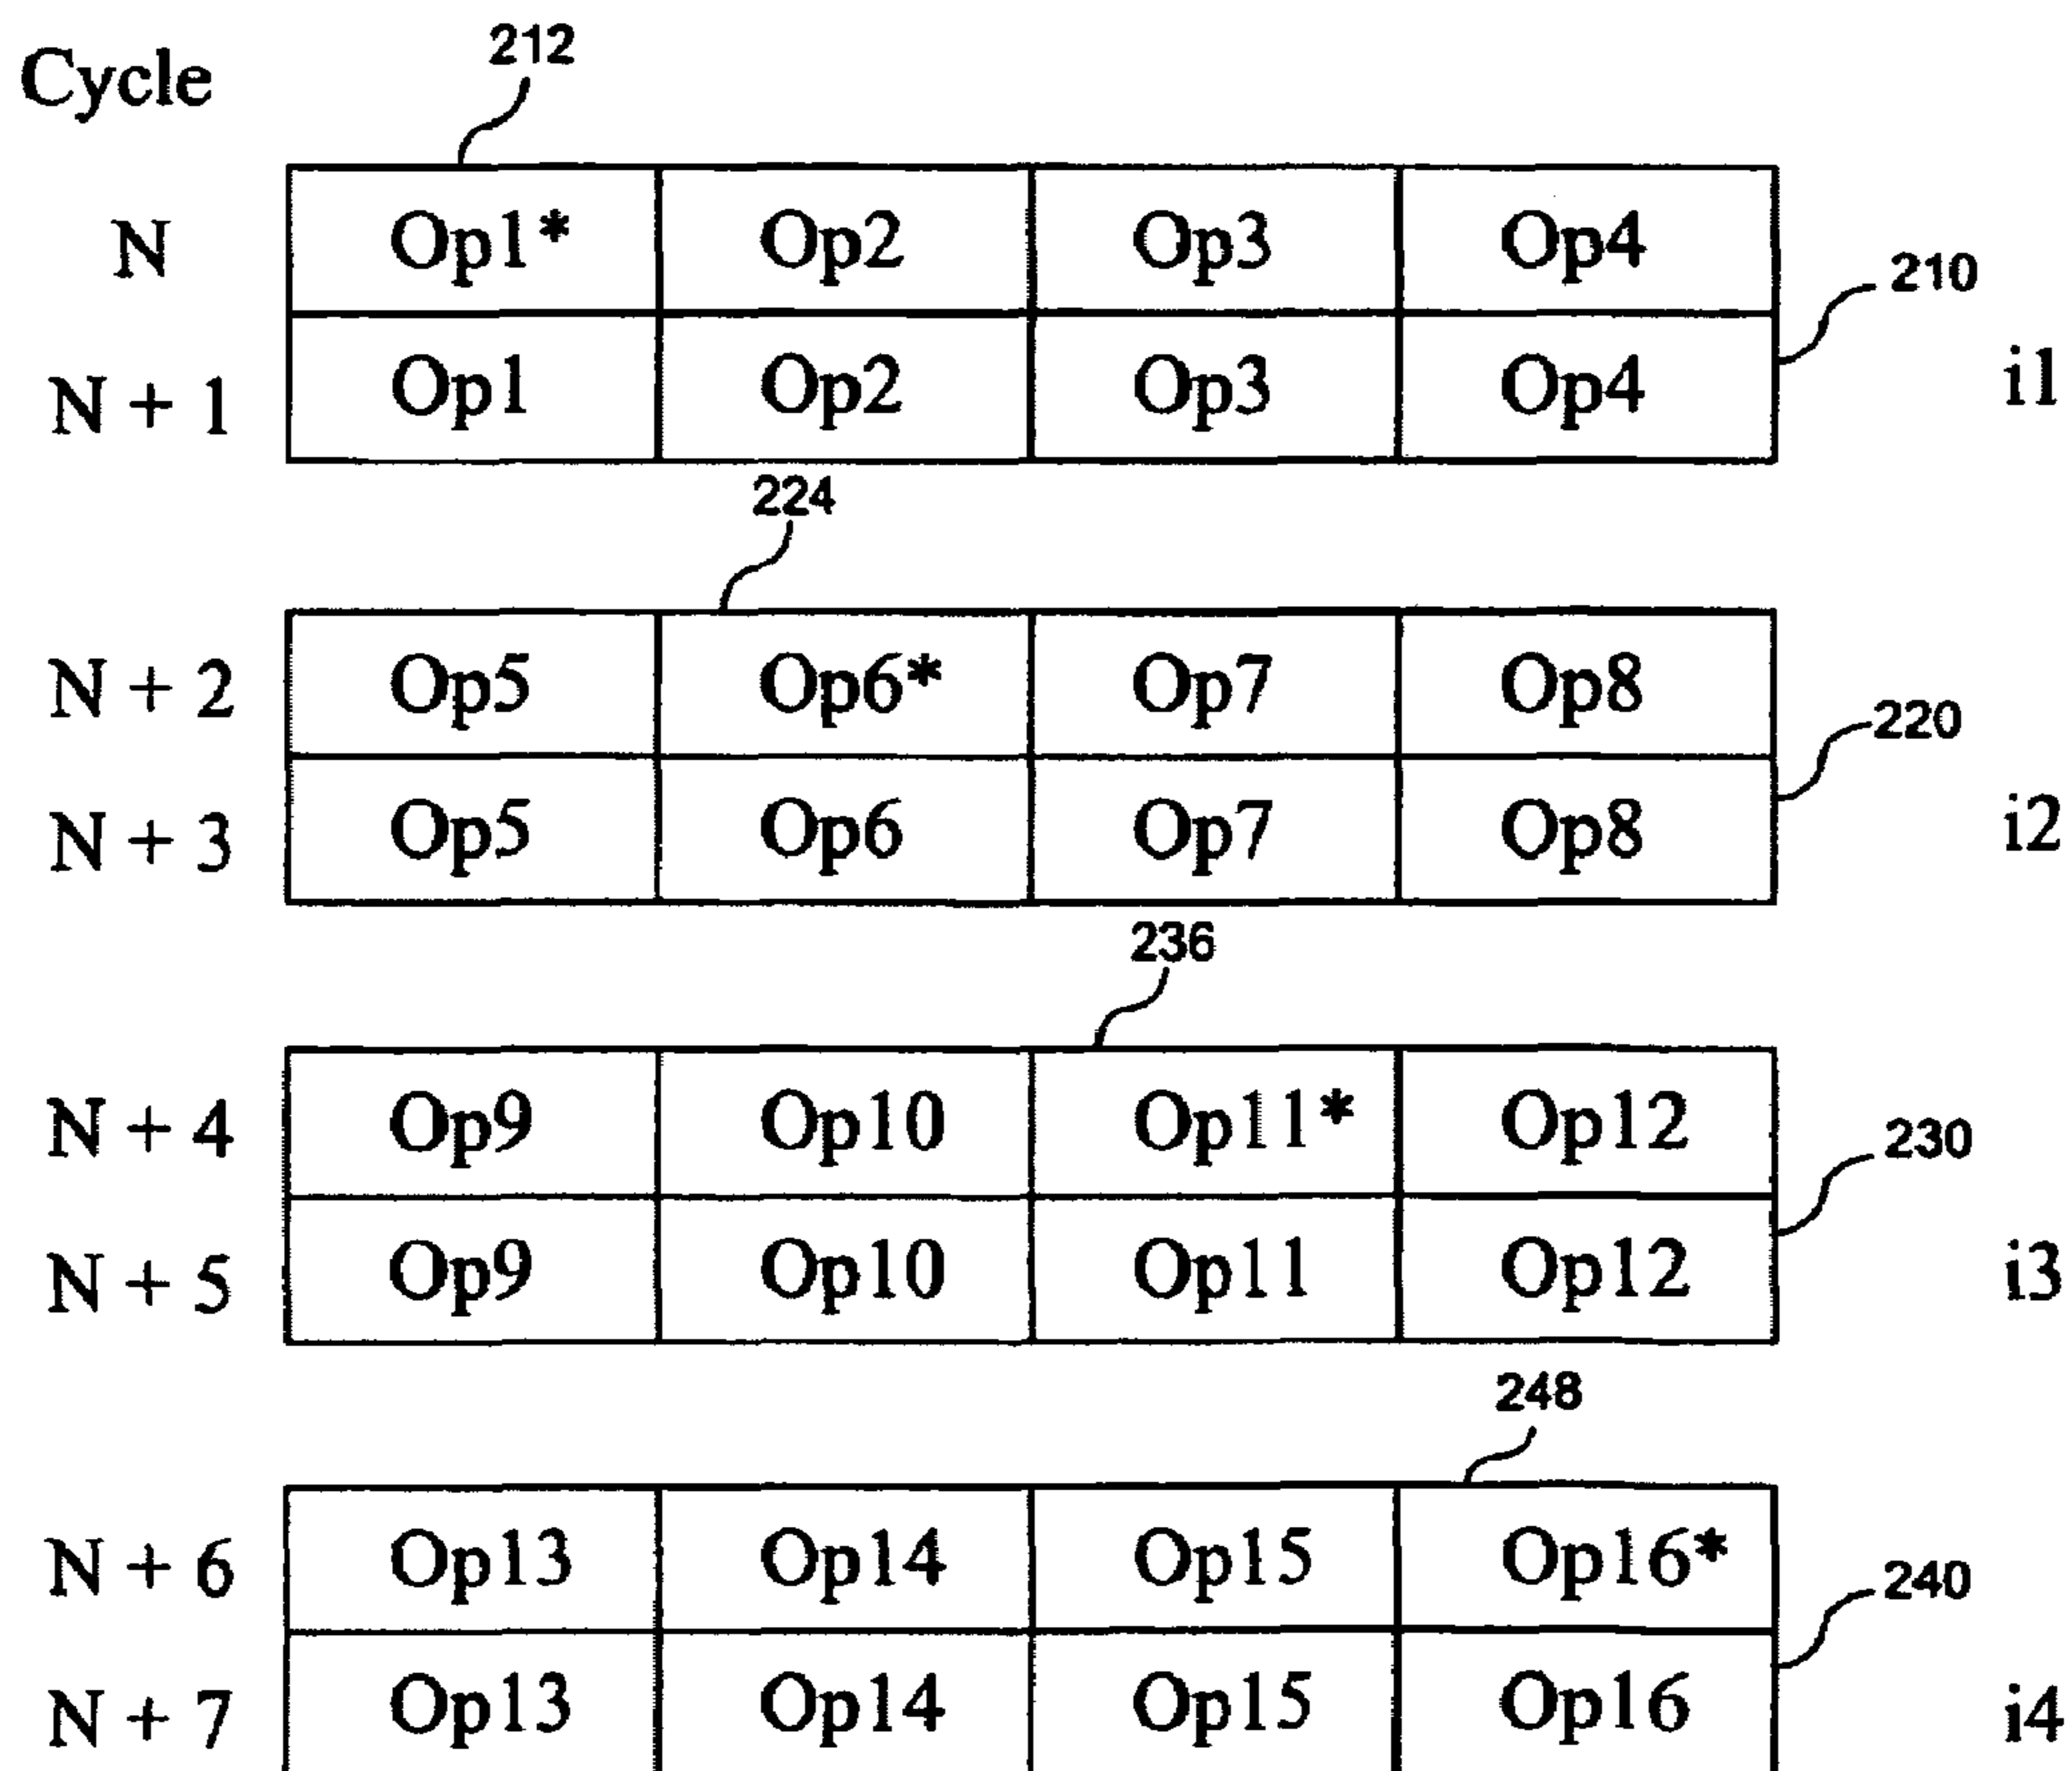 Cycle
212
N Op1* Op2 Op3 Op4
210
N + 1 Op1 Op2 Op3 Op4 i1
224
N + 2 Op5 Op6* Op7 Op8
220
N + 3 Op5 Op6 Op7 Op8 i2
236
N + 4 Op9 Op10 Op11* Op12
230
N + 5 Op9 Op10 Op11 Op12 i3
248
N + 6 Op13 Op14 Op15 Op16*
240
N + 7 Op13 Op14 Op15 Op16 i4